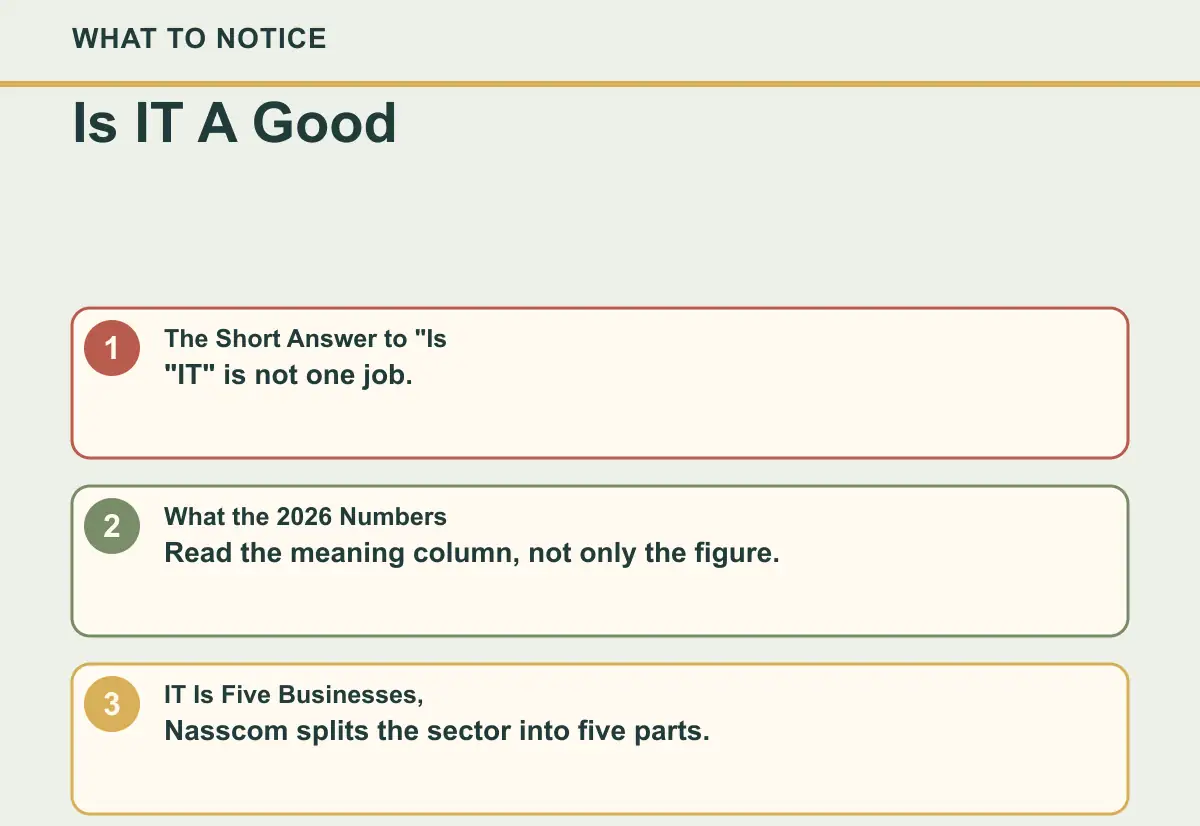 WHAT TO NOTICE
Is IT A Good
1
The Short Answer to "Is
"IT" is not one job.
2
What the 2026 Numbers
Read the meaning column, not only the figure.
3
IT Is Five Businesses,
Nasscom splits the sector into five parts.